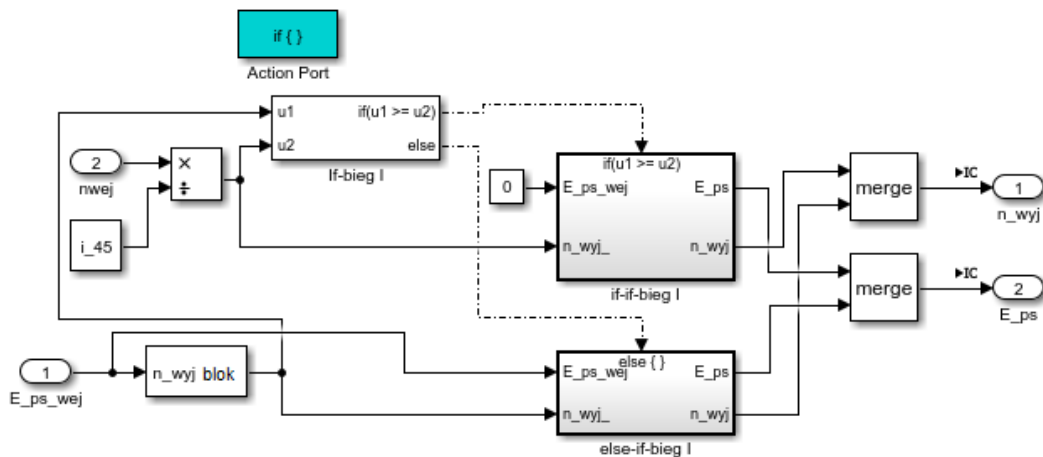 if { }
Action Port
u1
if(u1 >= u2)
u2
else
If-bieg I
2
nwej
×
÷
i_45
0
if(u1 >= u2)
E_ps_wej
E_ps
n_wyj_
n_wyj
if-if-bieg I
merge
IC
1
n_wyj
merge
IC
2
E_ps
1
E_ps_wej
n_wyj blok
else { }
E_ps_wej
E_ps
n_wyj_
n_wyj
else-if-bieg I